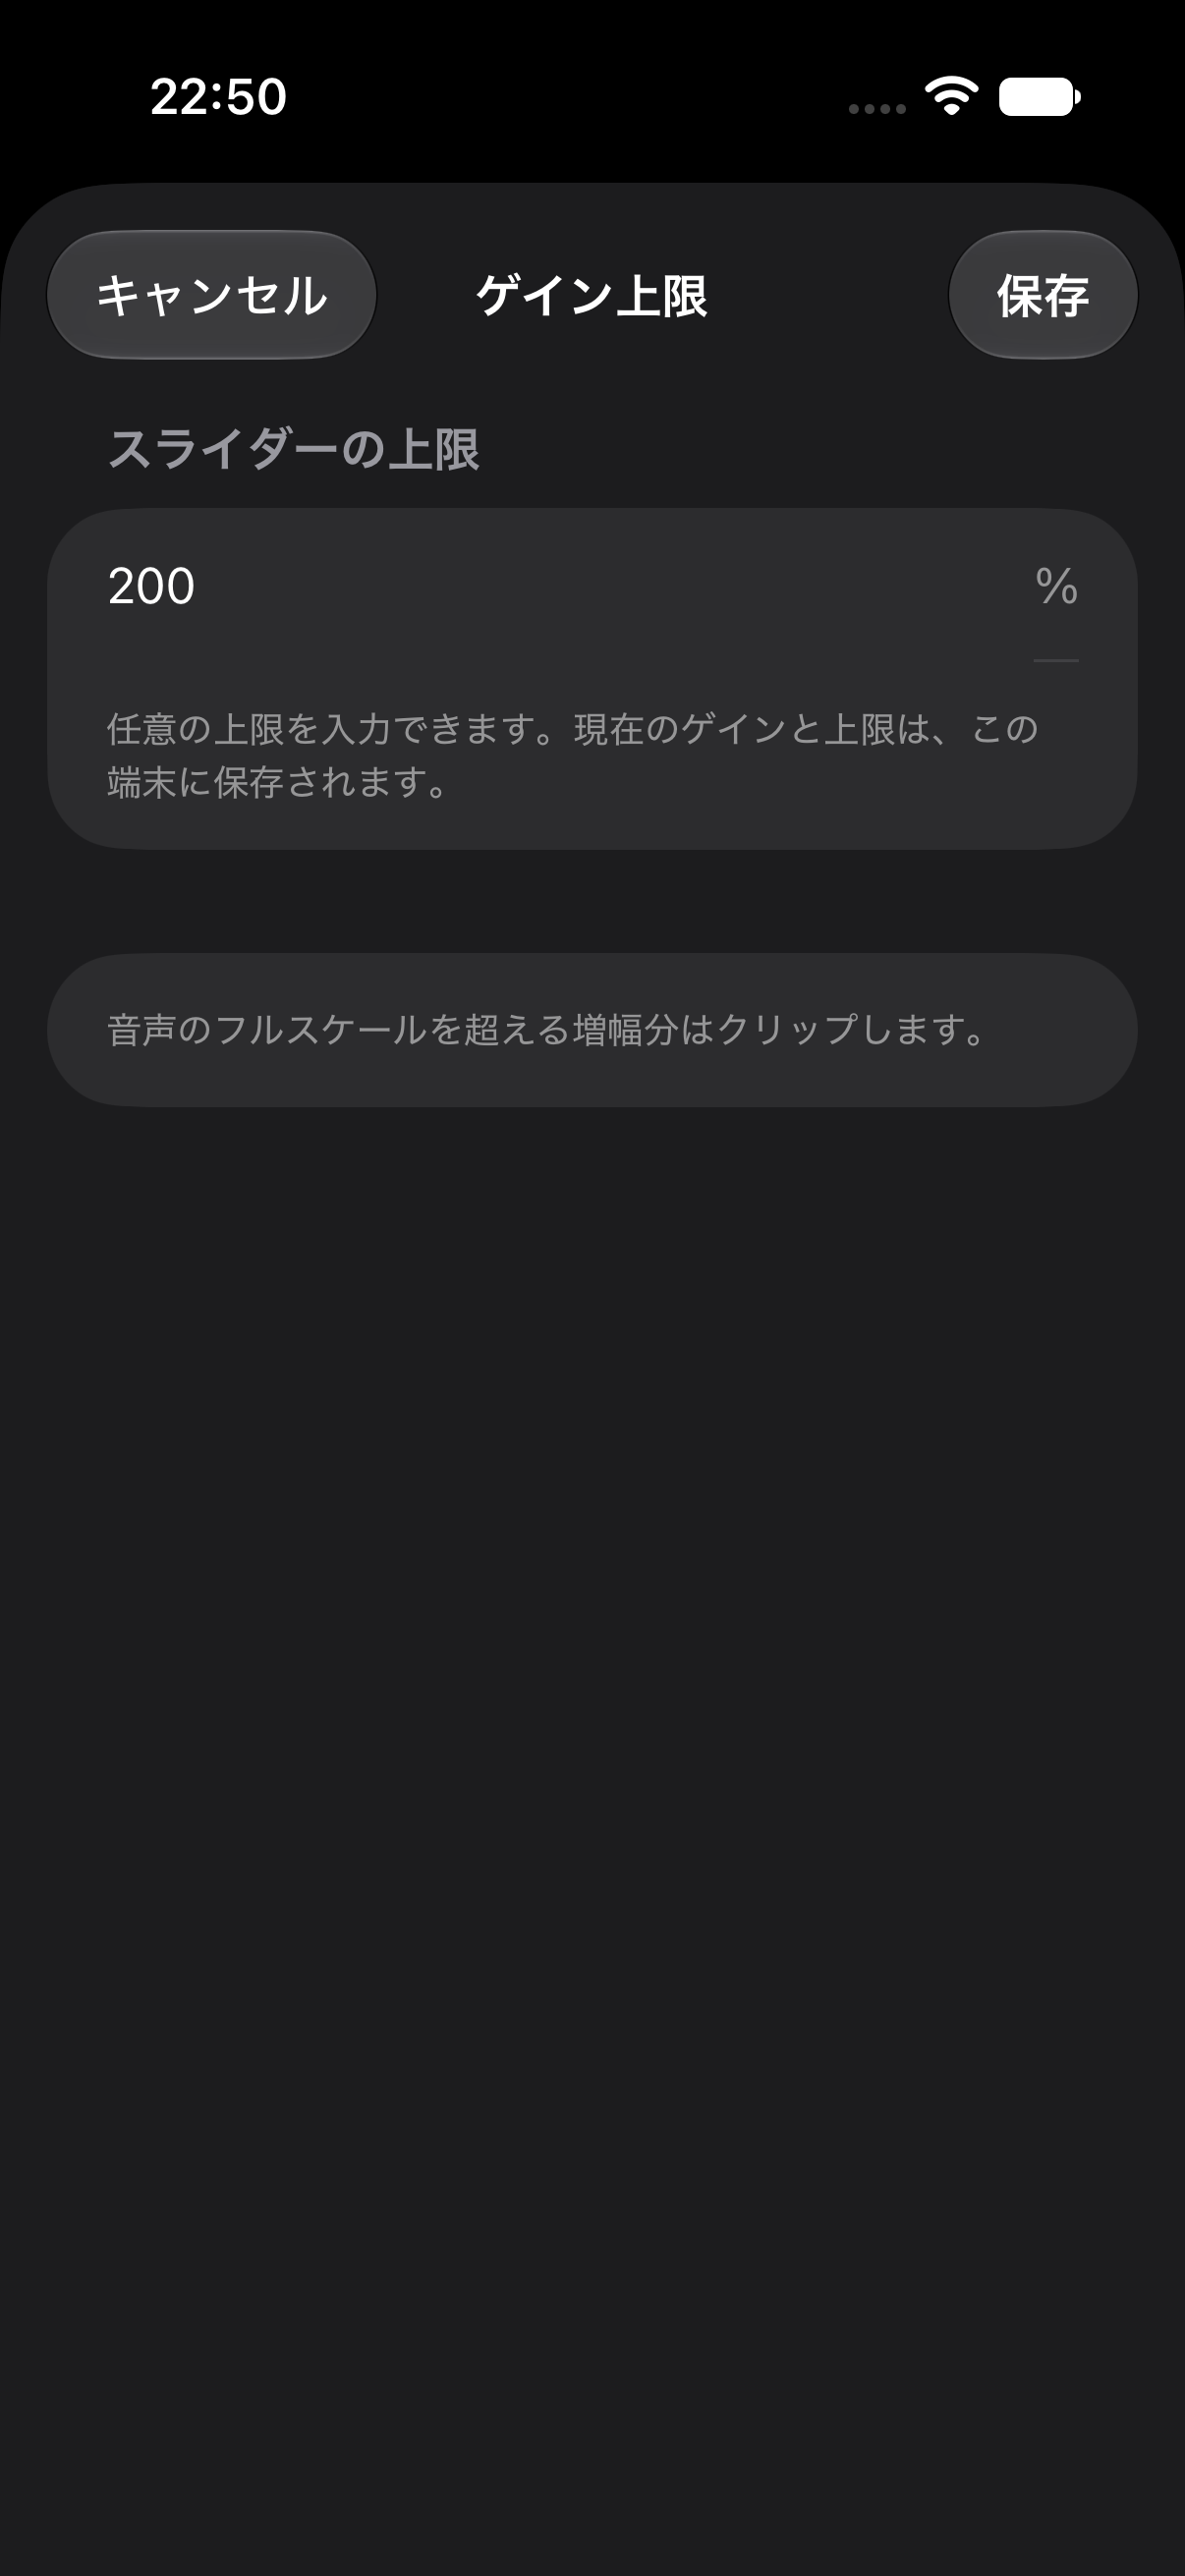 22:50
キャンセル
ゲイン上限
保存
スライダーの上限
200
%
任意の上限を入力できます。現在のゲインと上限は、この
端末に保存されます。
音声のフルスケールを超える増幅分はクリップします。